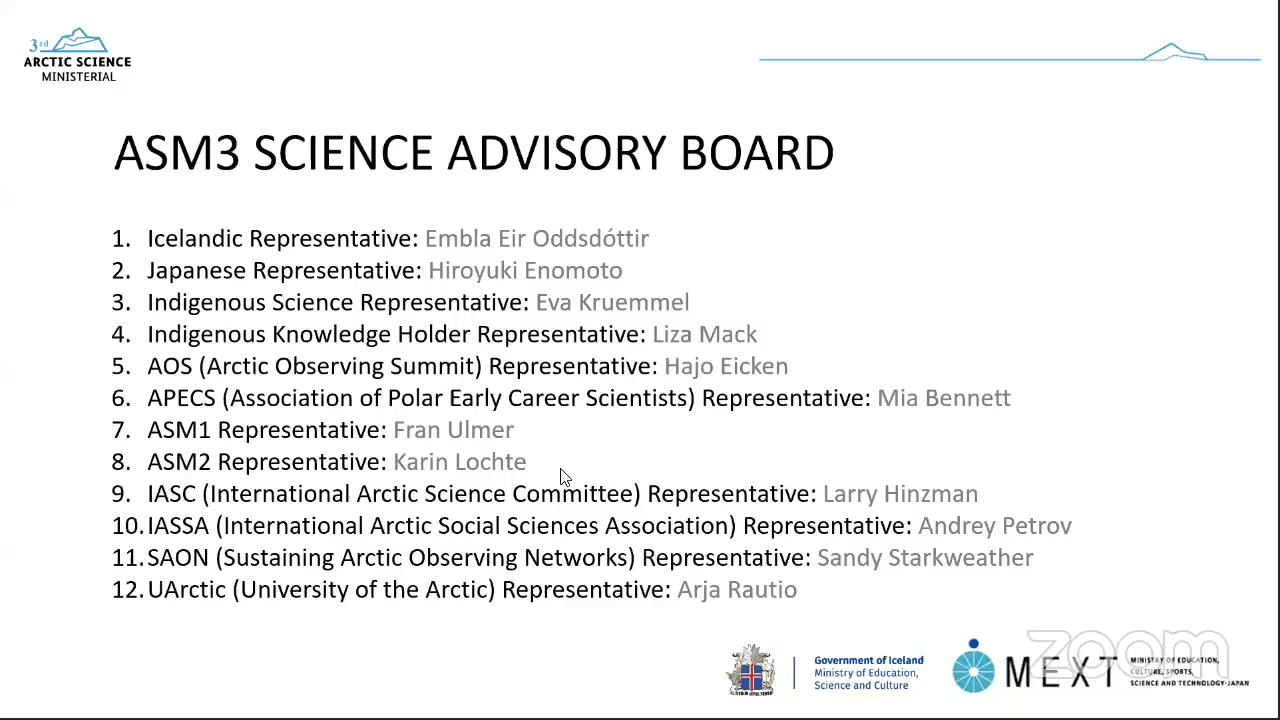 3rd
ARCTIC SCIENCE
MINISTERIAL
ASM3 SCIENCE ADVISORY BOARD
1. Icelandic Representative: Embla Eir Oddsdóttir
2. Japanese Representative: Hiroyuki Enomoto
3. Indigenous Science Representative: Eva Kruemmel
4. Indigenous Knowledge Holder Representative: Liza Mack
5. AOS (Arctic Observing Summit) Representative: Hajo Eicken
6. APECS (Association of Polar Early Career Scientists) Representative: Mia Bennett
7. ASM1 Representative: Fran Ulmer
8. ASM2 Representative: Karin Lochte
9. IASC (International Arctic Science Committee) Representative: Larry Hinzman
10. IASSA (International Arctic Social Sciences Association) Representative: Andrey Petrov
11. SAON (Sustaining Arctic Observing Networks) Representative: Sandy Starkweather
12. UArctic (University of the Arctic) Representative: Arja Rautio
Government of Iceland
Ministry of Education,
Science and Culture
MEXT
MINISTRY OF EDUCATION,
CULTURE, SPORTS,
SCIENCE AND TECHNOLOGY-JAPAN
zoom